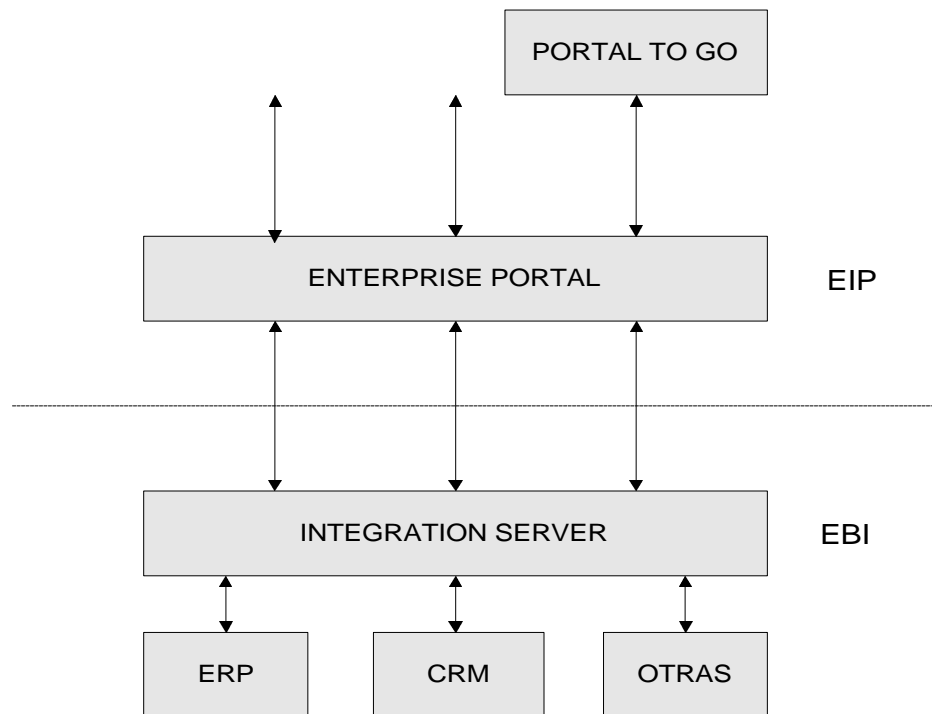 PORTAL TO GO
ENTERPRISE PORTAL
EIP
INTEGRATION SERVER
EBI
ERP
CRM
OTRAS